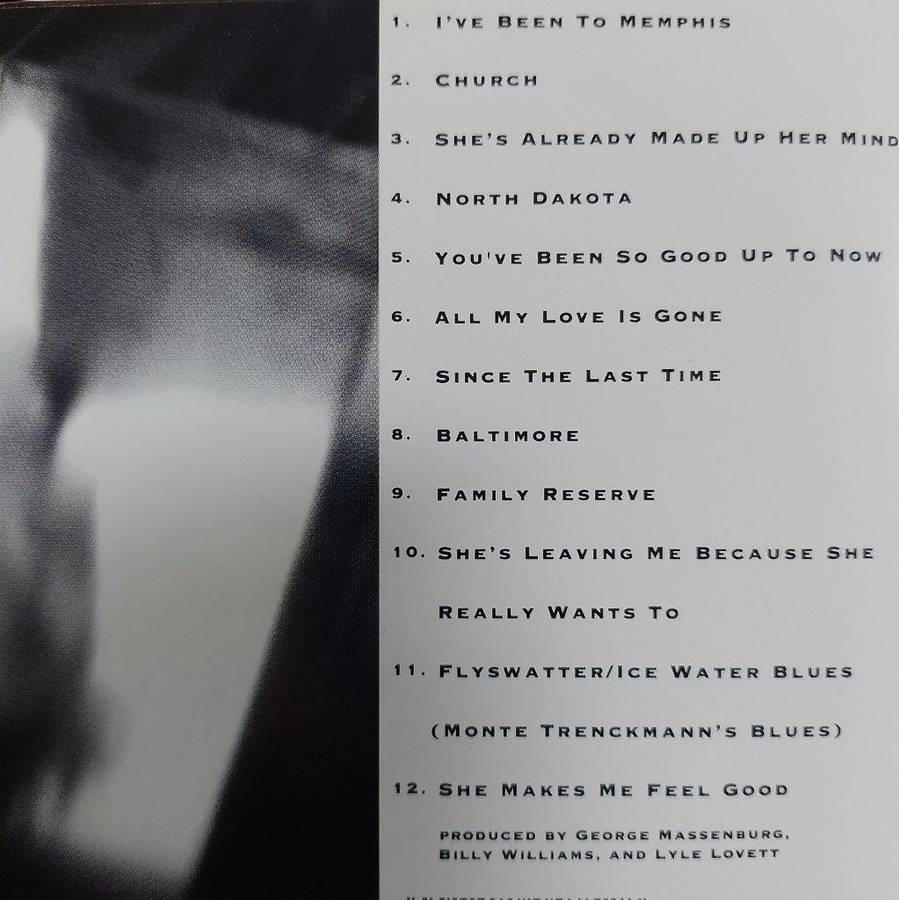 1. I'VE BEEN TO MEMPHIS
2. CHURCH
3. SHE'S ALREADY MADE UP HER MIND
4. NORTH DAKOTA
5. YOU'VE BEEN SO GOOD UP TO NOW
6. ALL MY LOVE IS GONE
7. SINCE THE LAST TIME
8. BALTIMORE
9. FAMILY RESERVE
10. SHE'S LEAVING ME BECAUSE SHE
REALLY WANTS TO
11. FLYSWATTER/ICE WATER BLUES
(MONTE TRENCKMANN'S BLUES)
12. SHE MAKES ME FEEL GOOD
PRODUCED BY GEORGE MASSENBURG,
BILLY WILLIAMS, AND LYLE LOVETT